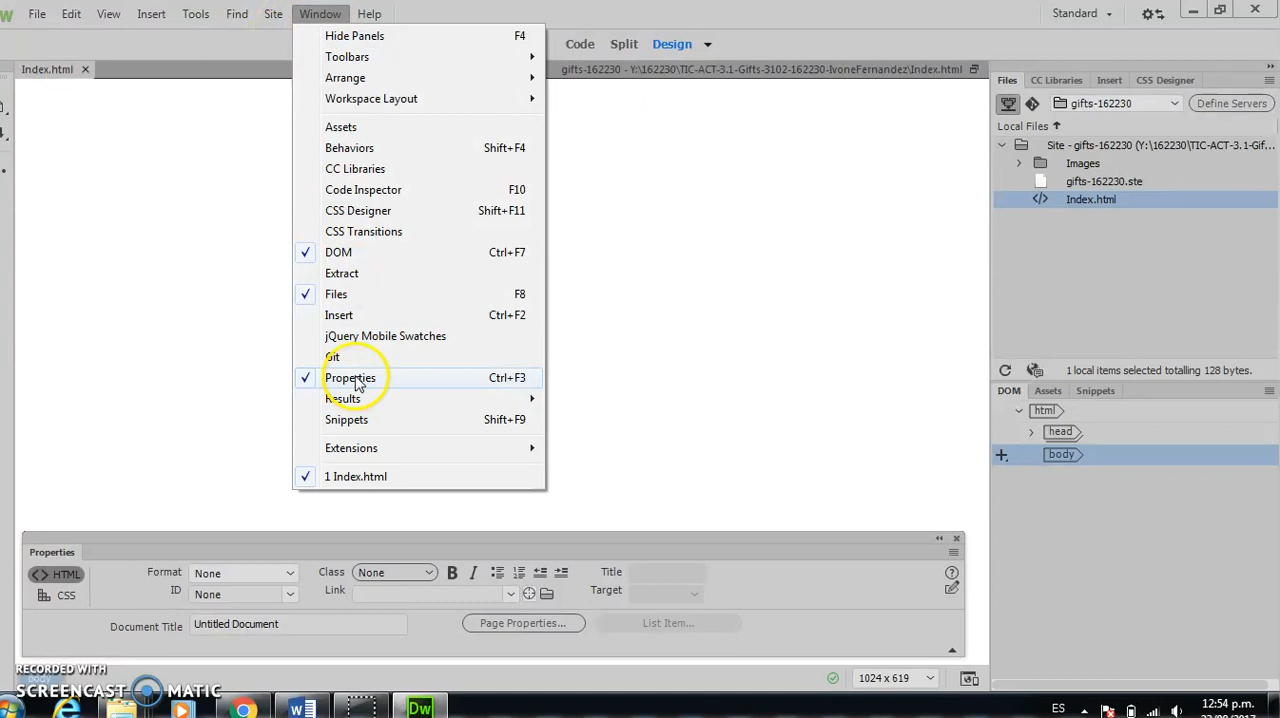 File Edit View Insert Tools Find Site Window Help Standard
Code Split Design
Index.html gifts-162230 - Y:\162230\TIC-ACT-3.1-Gifts-3102-162230-IvoneFernandez\Index.html
Hide Panels F4
Toolbars
Arrange
Workspace Layout
Assets
Behaviors Shift+F4
CC Libraries
Code Inspector F10
CSS Designer Shift+F11
CSS Transitions
DOM Ctrl+F7
Extract
Files F8
Insert Ctrl+F2
jQuery Mobile Swatches
Git
Properties Ctrl+F3
Results
Snippets Shift+F9
Extensions
1 Index.html
Files CC Libraries Insert CSS Designer
gifts-162230 Define Servers
Local Files
Site - gifts-162230 (Y:\162230\TIC-ACT-3.1-Gif...
Images
gifts-162230.ste
Index.html
1 local items selected totalling 128 bytes.
DOM Assets Snippets
html
head
body
Properties
HTML Format None Class None B I Title
CSS ID None Link Target
Document Title Untitled Document Page Properties... List Item...
body 1024 x 619
RECORDED WITH
SCREENCAST MATIC
W Dw ES 12:54 p.m.